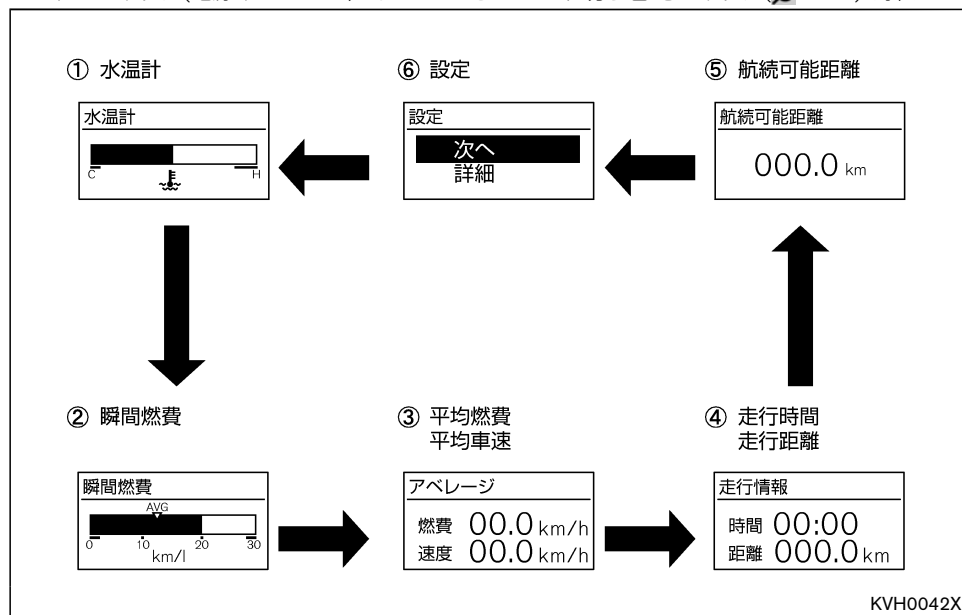 ① 水温計
水温計
C H
⑥ 設定
設定
次へ
詳細
⑤ 航続可能距離
航続可能距離
000.0 km
② 瞬間燃費
瞬間燃費
AVG
0 10 20 30
km/l
③ 平均燃費
平均車速
アベレージ
燃費 00.0 km/h
速度 00.0 km/h
④ 走行時間
走行距離
走行情報
時間 00:00
距離 000.0 km
KVH0042X